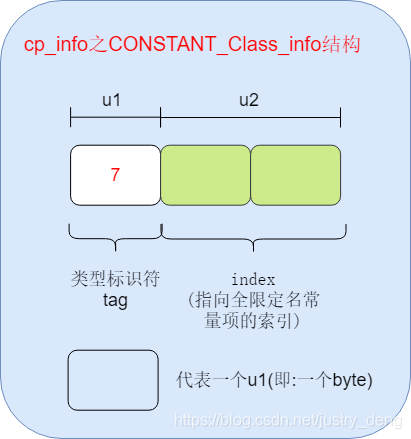 cp_info之CONSTANT_Class_info结构
u1
u2
7
类型标识符
tag
index
(指向全限定名常
量项的索引)
代表一个u1(即:一个byte)
https://blog.csdn.net/justry_deng